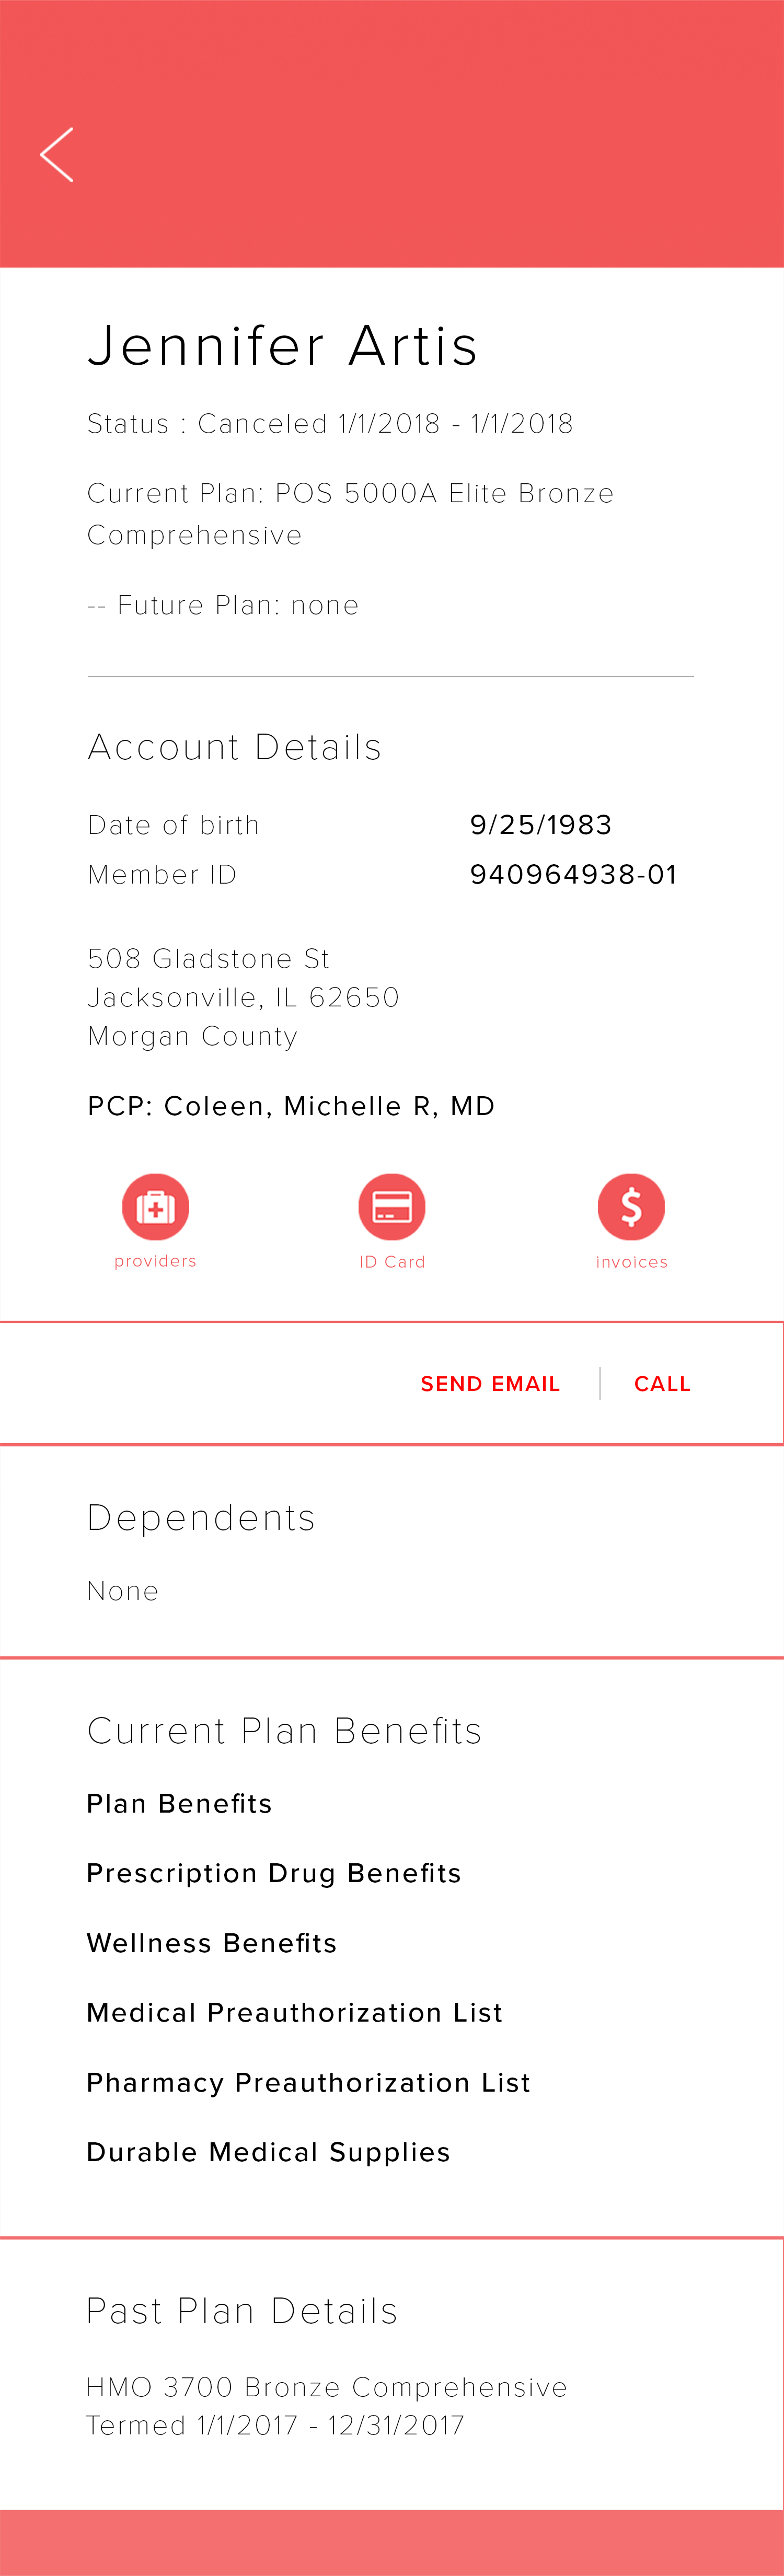 Jennifer Artis
Status : Canceled 1/1/2018 - 1/1/2018
Current Plan: POS 5000A Elite Bronze
Comprehensive
-- Future Plan: none
Account Details
Date of birth 9/25/1983
Member ID 940964938-01
508 Gladstone St
Jacksonville, IL 62650
Morgan County
PCP: Coleen, Michelle R, MD
providers ID Card invoices
SEND EMAIL CALL
Dependents
None
Current Plan Benefits
Plan Benefits
Prescription Drug Benefits
Wellness Benefits
Medical Preauthorization List
Pharmacy Preauthorization List
Durable Medical Supplies
Past Plan Details
HMO 3700 Bronze Comprehensive
Termed 1/1/2017 - 12/31/2017